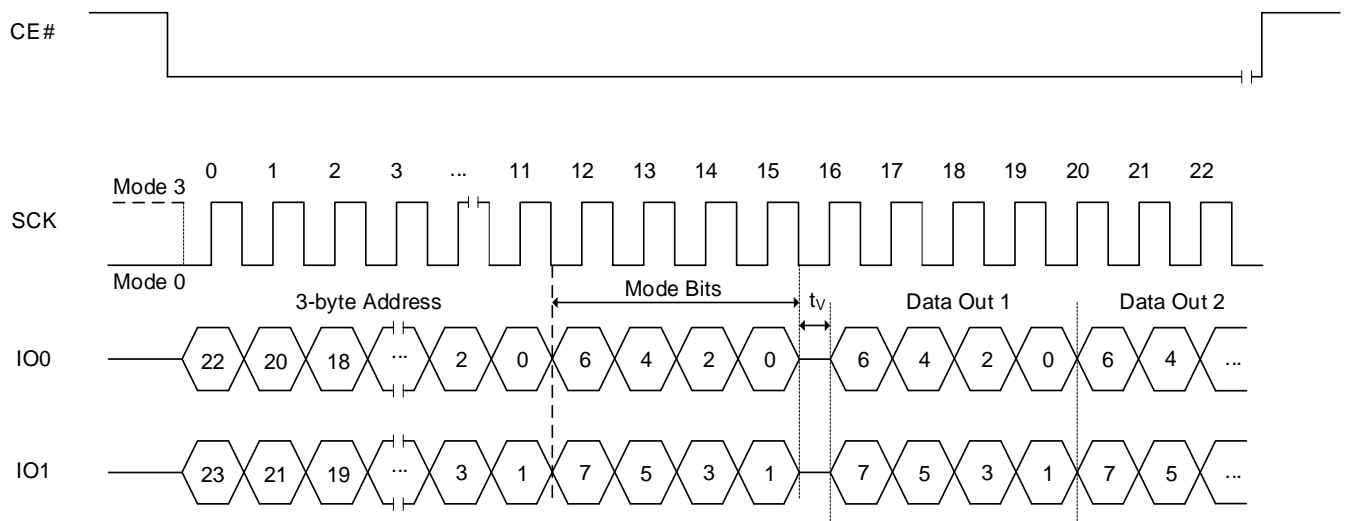 CE#
0 1 2 3 ... 11 12 13 14 15 16 17 18 19 20 21 22
Mode 3
SCK
Mode 0
3-byte Address Mode Bits tV Data Out 1 Data Out 2
IO0 22 20 18 ... 2 0 6 4 2 0 6 4 2 0 6 4 ...
IO1 23 21 19 ... 3 1 7 5 3 1 7 5 3 1 7 5 ...